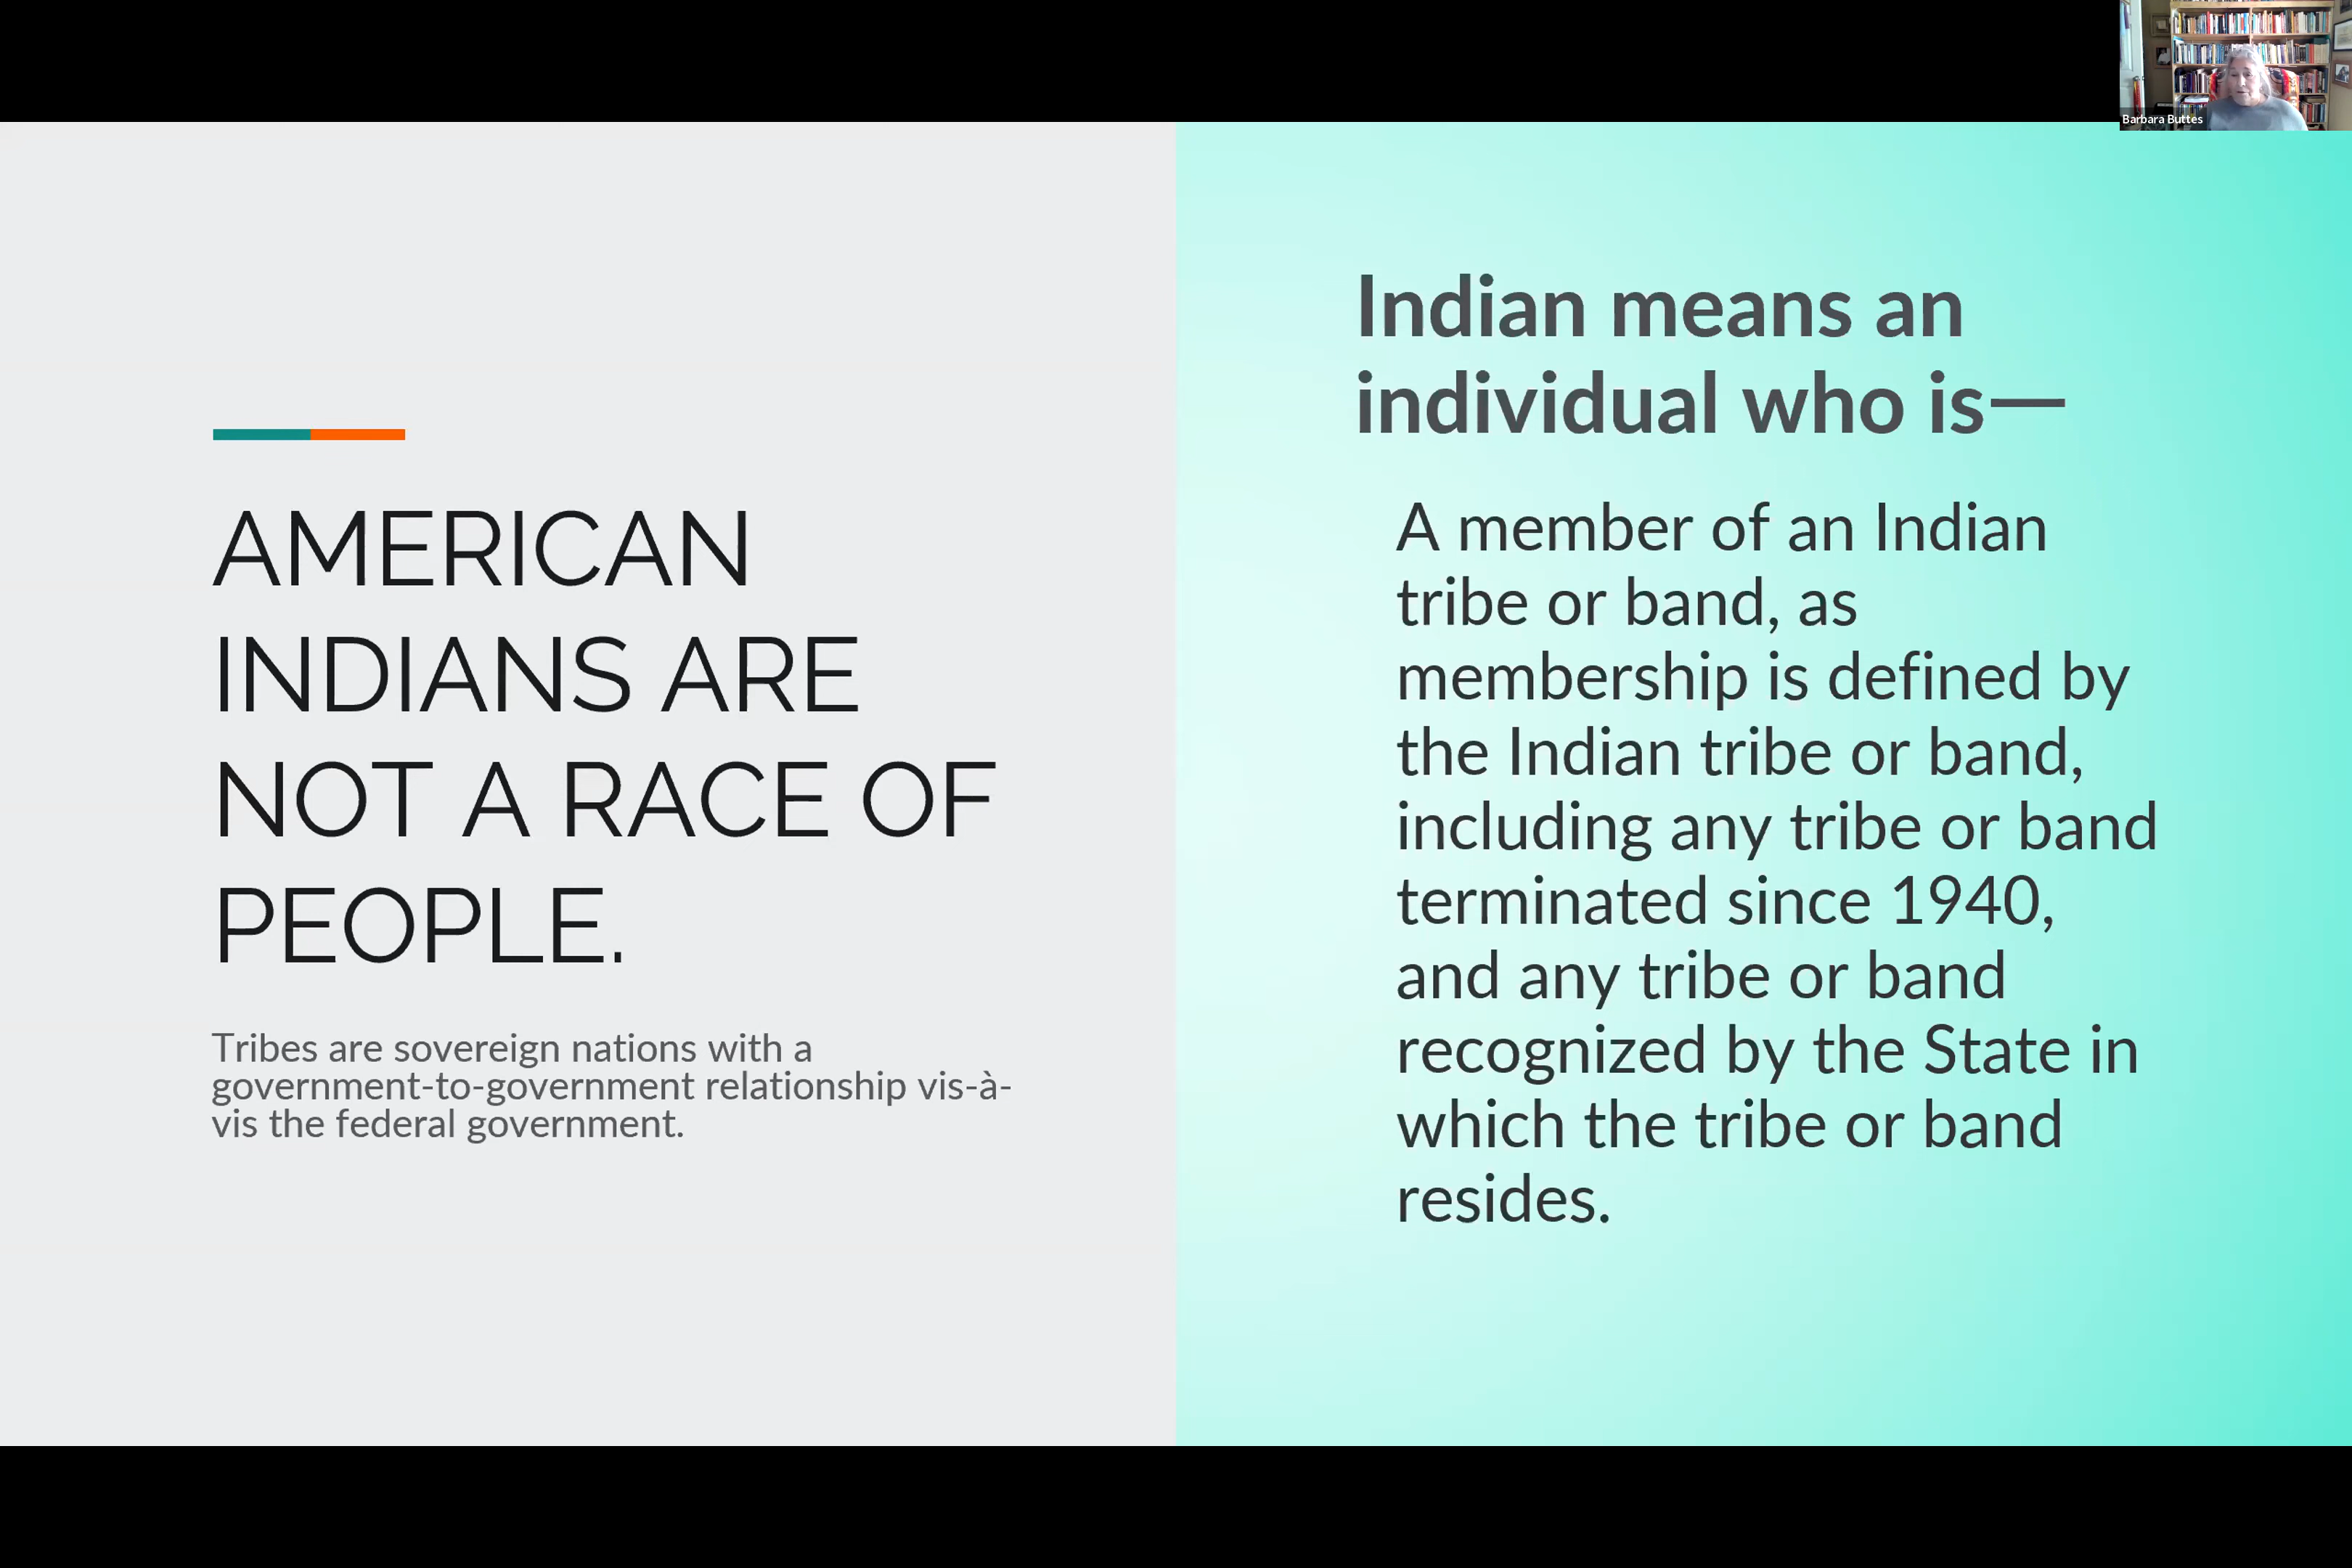 Barbara Buttes
AMERICAN
INDIANS ARE
NOT A RACE OF
PEOPLE.
Tribes are sovereign nations with a
government-to-government relationship vis-à-
vis the federal government.
Indian means an
individual who is—
A member of an Indian
tribe or band, as
membership is defined by
the Indian tribe or band,
including any tribe or band
terminated since 1940,
and any tribe or band
recognized by the State in
which the tribe or band
resides.